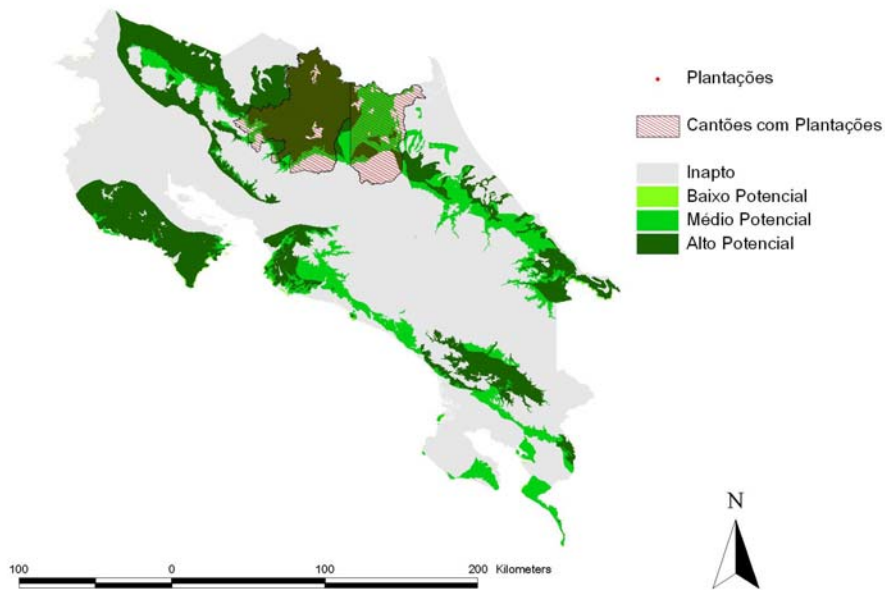 Plantações
Cantões com Plantações
Inapto
Baixo Potencial
Médio Potencial
Alto Potencial
N
100 0 100 200 Kilometers